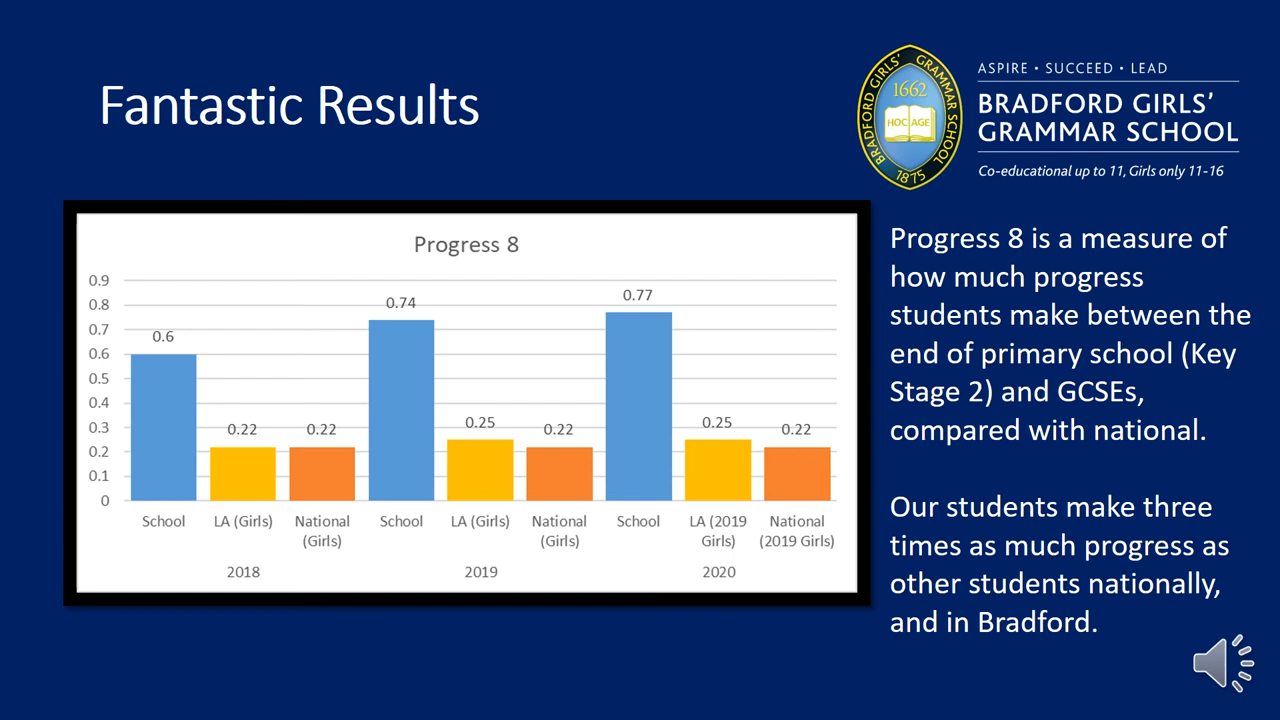 Fantastic Results
BRADFORD GIRLS' GRAMMAR SCHOOL
1662
HOC AGE
1875
ASPIRE • SUCCEED • LEAD
BRADFORD GIRLS'
GRAMMAR SCHOOL
Co-educational up to 11, Girls only 11-16
Progress 8
0.9
0.8
0.7
0.6
0.5
0.4
0.3
0.2
0.1
0
0.6
0.22
0.22
0.74
0.25
0.22
0.77
0.25
0.22
School
LA (Girls)
National
(Girls)
School
LA (Girls)
National
(Girls)
School
LA (2019
Girls)
National
(2019 Girls)
2018
2019
2020
Progress 8 is a measure of
how much progress
students make between the
end of primary school (Key
Stage 2) and GCSEs,
compared with national.
Our students make three
times as much progress as
other students nationally,
and in Bradford.